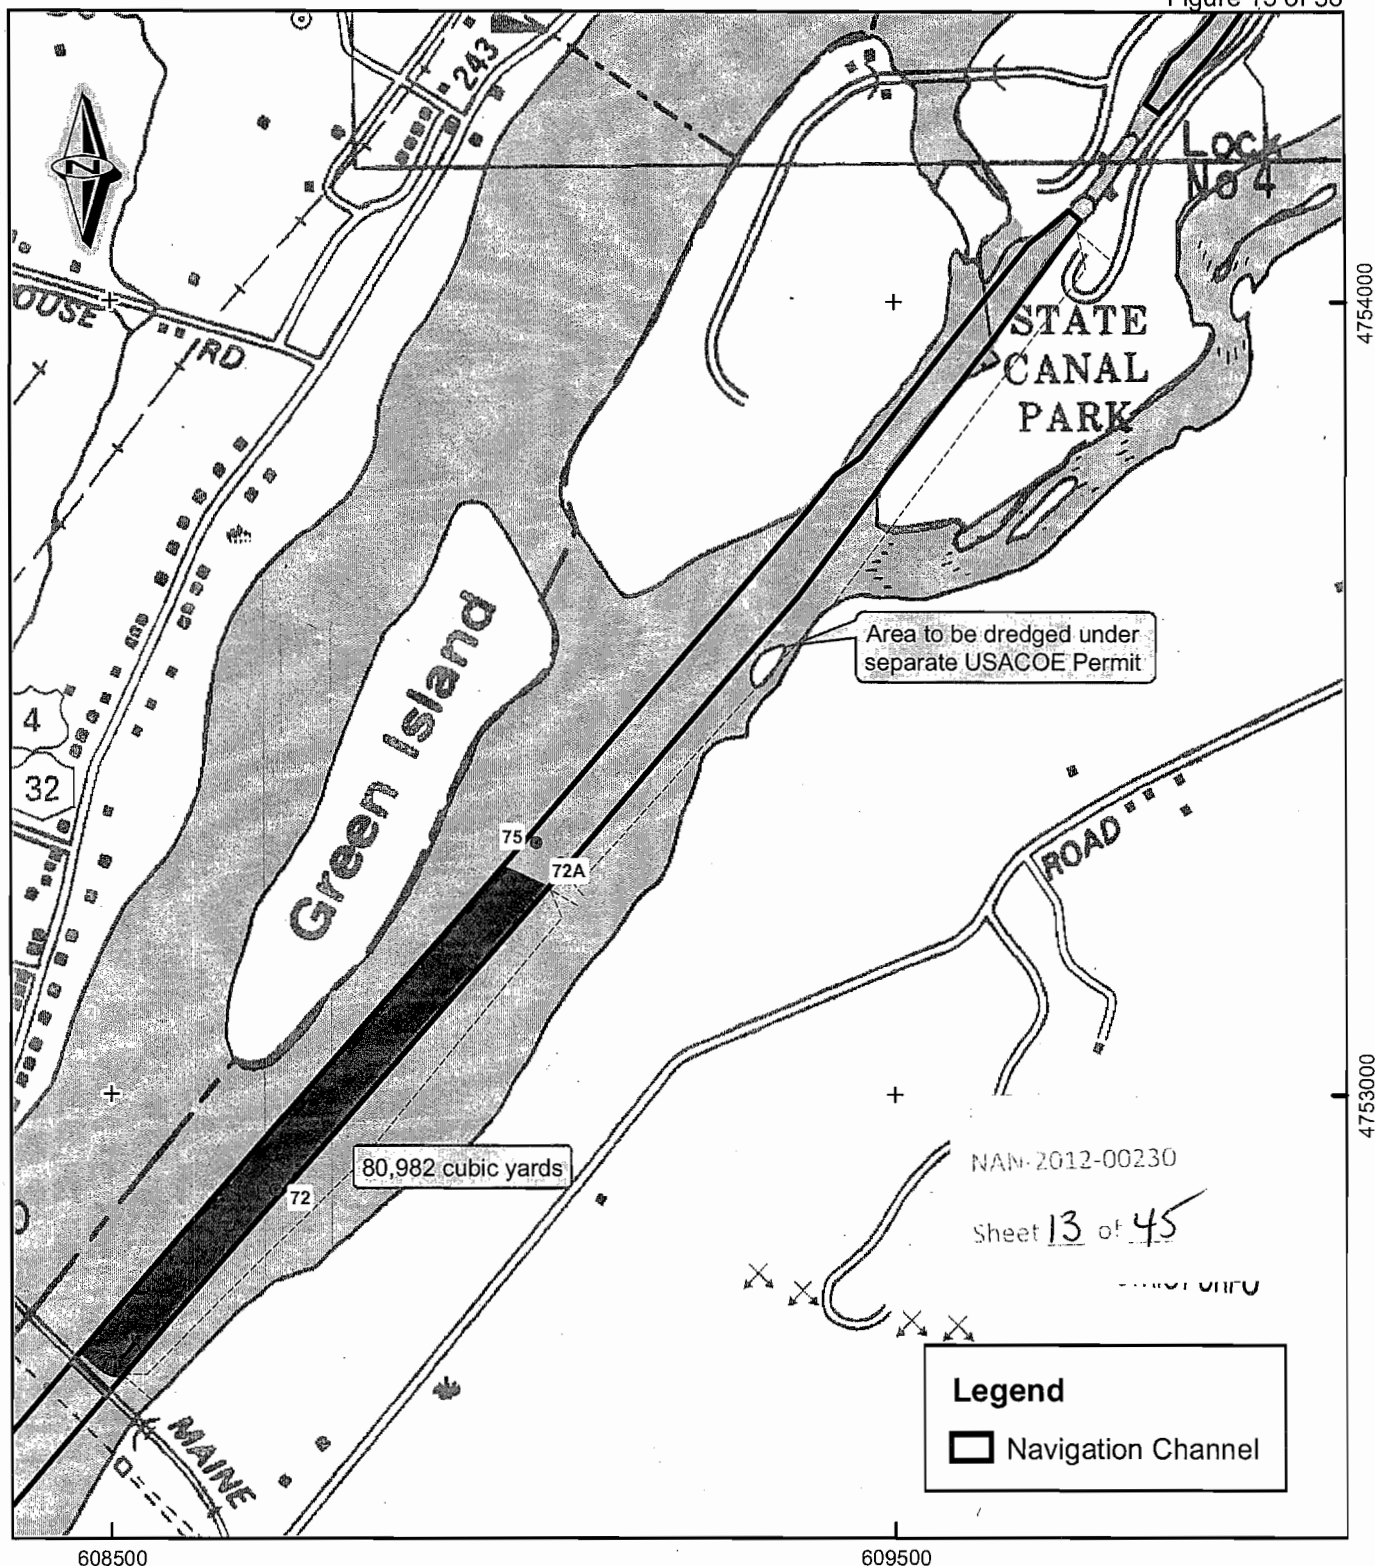 243
Lock
No 4
N
OUSE
RD
STATE
CANAL
PARK
4754000
Green Island
Area to be dredged under
separate USACOE Permit
4
32
75
72A
ROAD
4753000
80,982 cubic yards
72
NAN-2012-00230
Sheet 13 of 45
MAINE
Legend
Navigation Channel
608500
609500